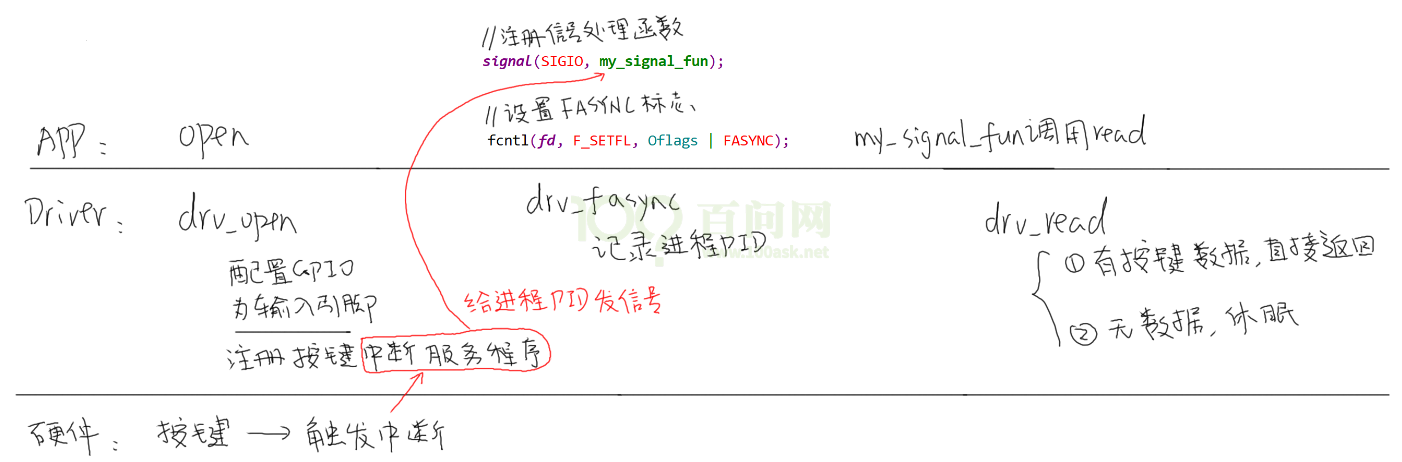 //注册信号处理函数
signal(SIGIO, my_signal_fun);
//设置FASYNC标志、
fcntl(fd, F_SETFL, Oflags | FASYNC);
APP: open
my_signal_fun调用read
Driver: drv_open
drv_fasync
drv_read
100 百问网
www.100ask.net
记录进程PID
配置GPIO
为输入引脚
① 有按键数据,直接返回
给进程PID发信号
② 无数据,休眠
注册按键中断服务程序
硬件: 按键 → 触发中断